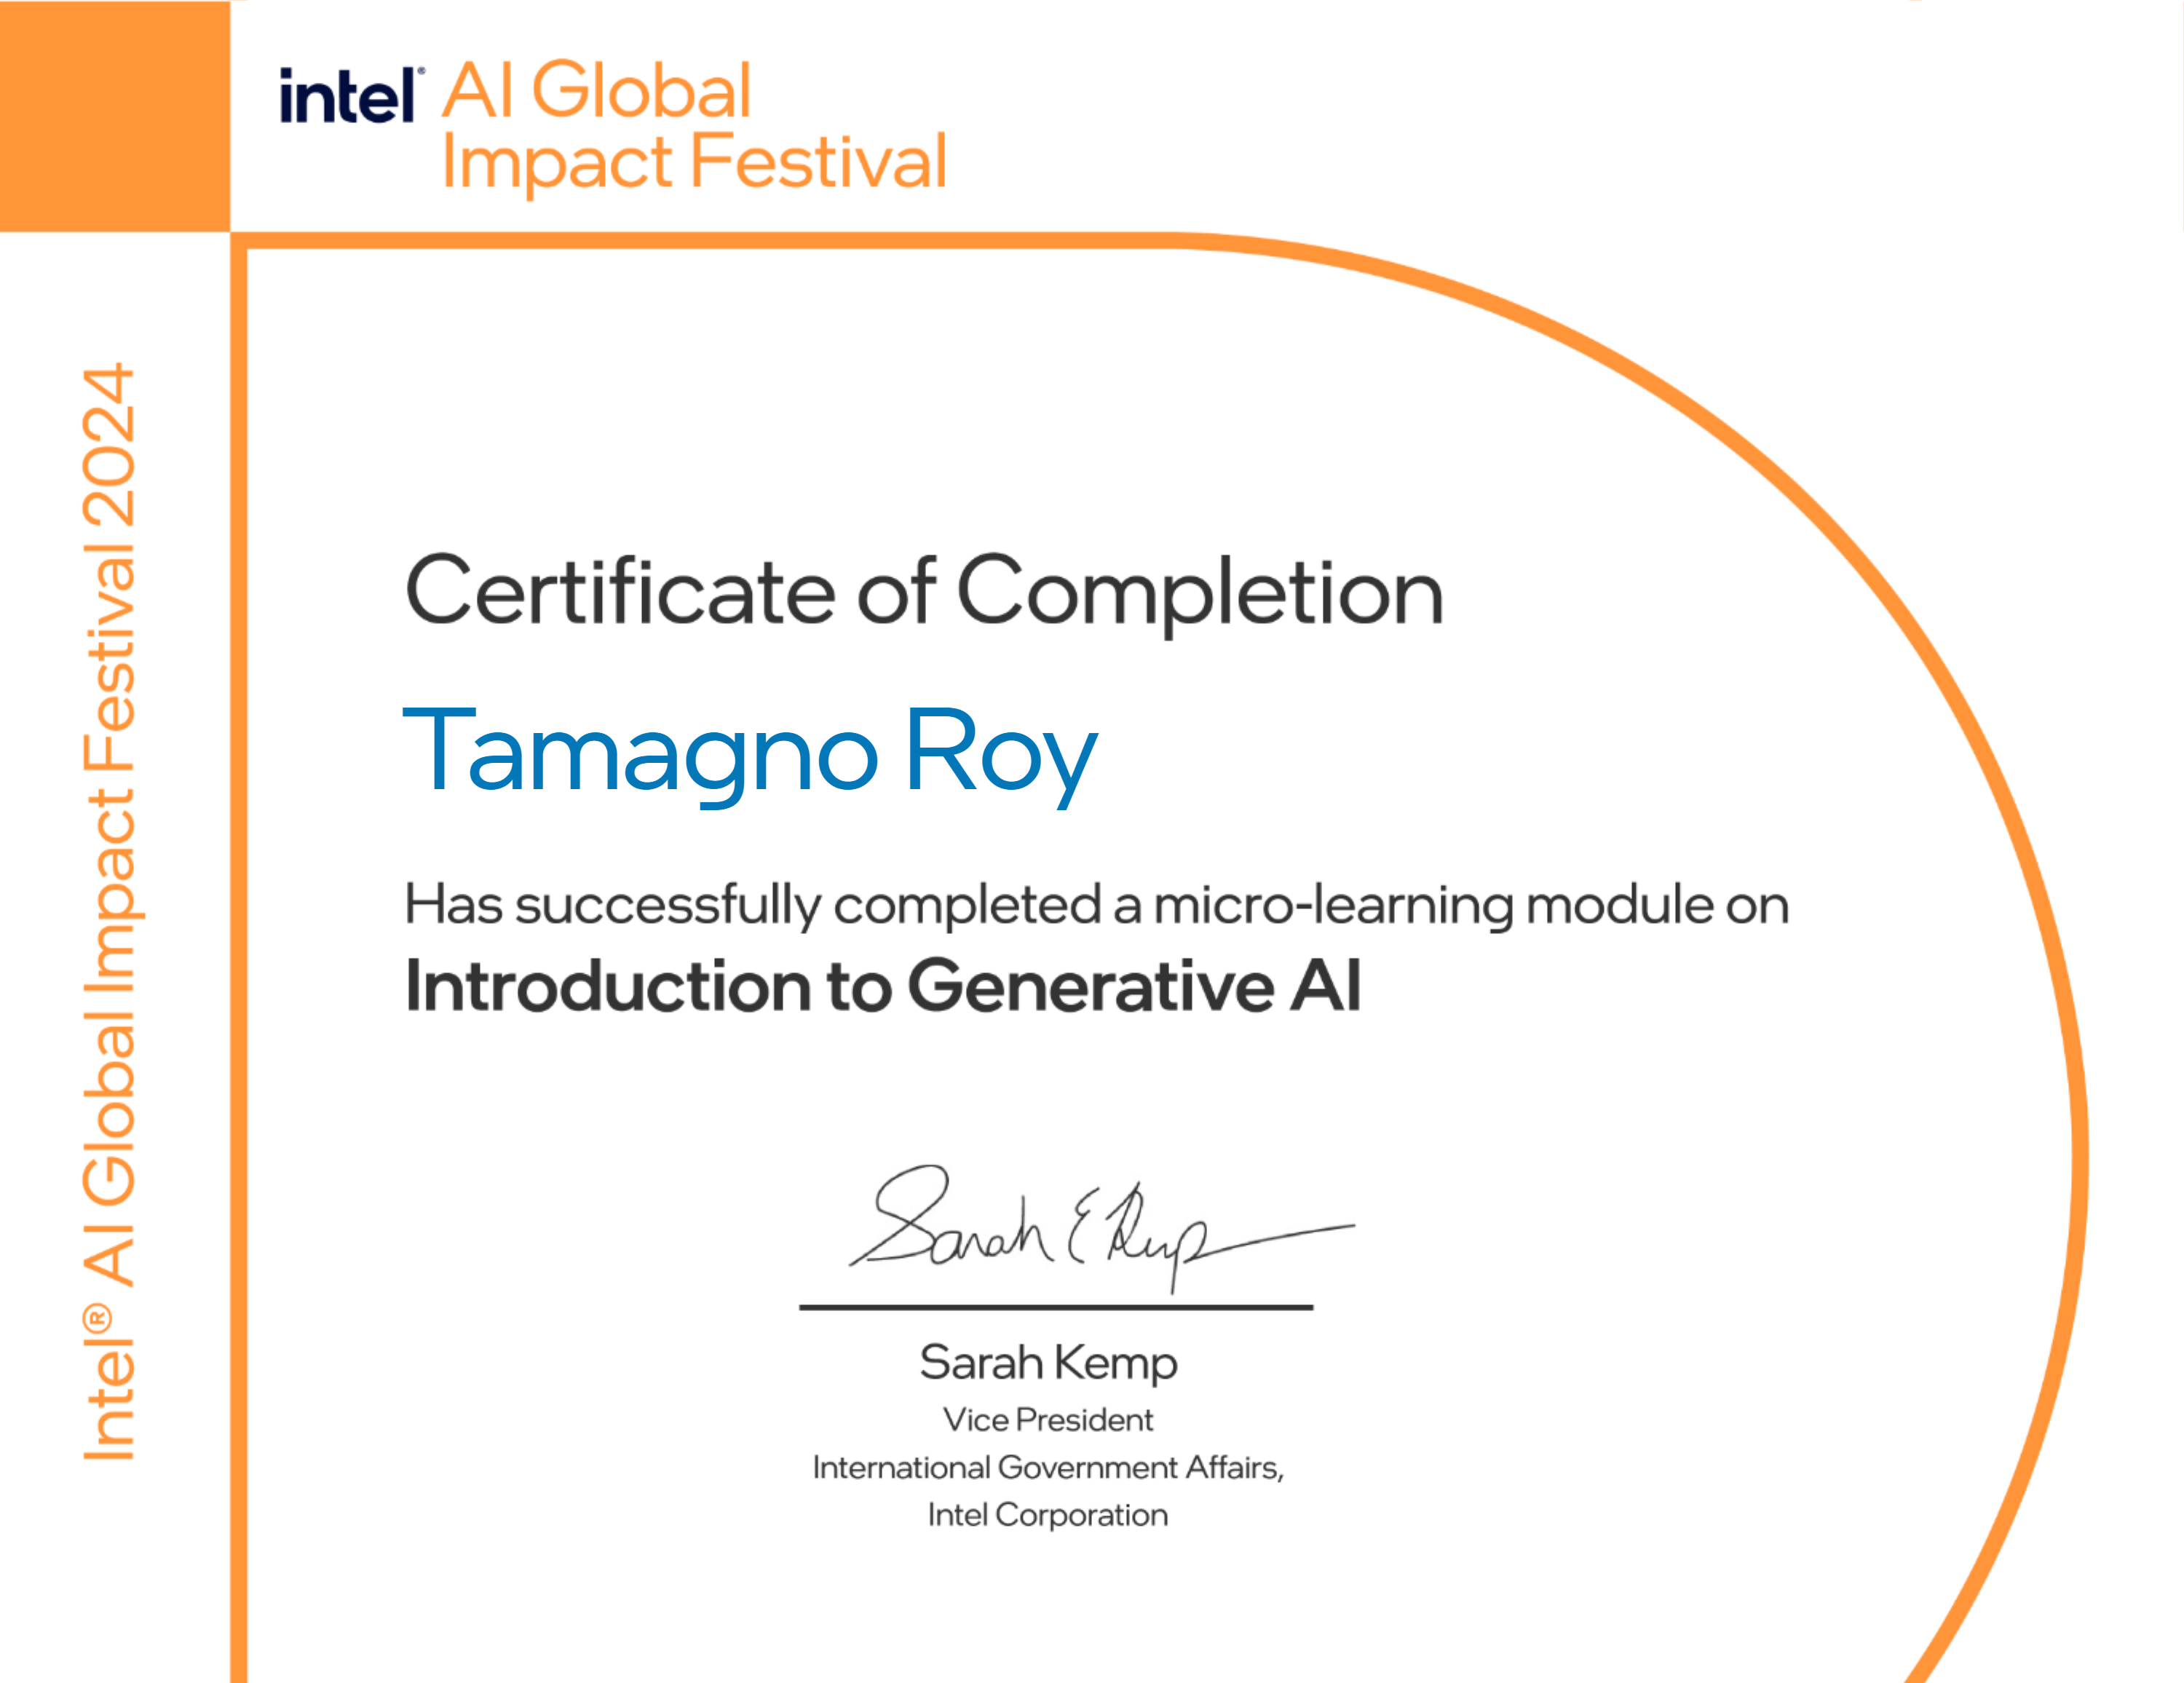 intel® AI Global
Impact Festival
Intel® AI Global Impact Festival 2024
Certificate of Completion
Tamagno Roy
Has successfully completed a micro-learning module on
Introduction to Generative AI
Sarah E Kemp
Sarah Kemp
Vice President
International Government Affairs,
Intel Corporation